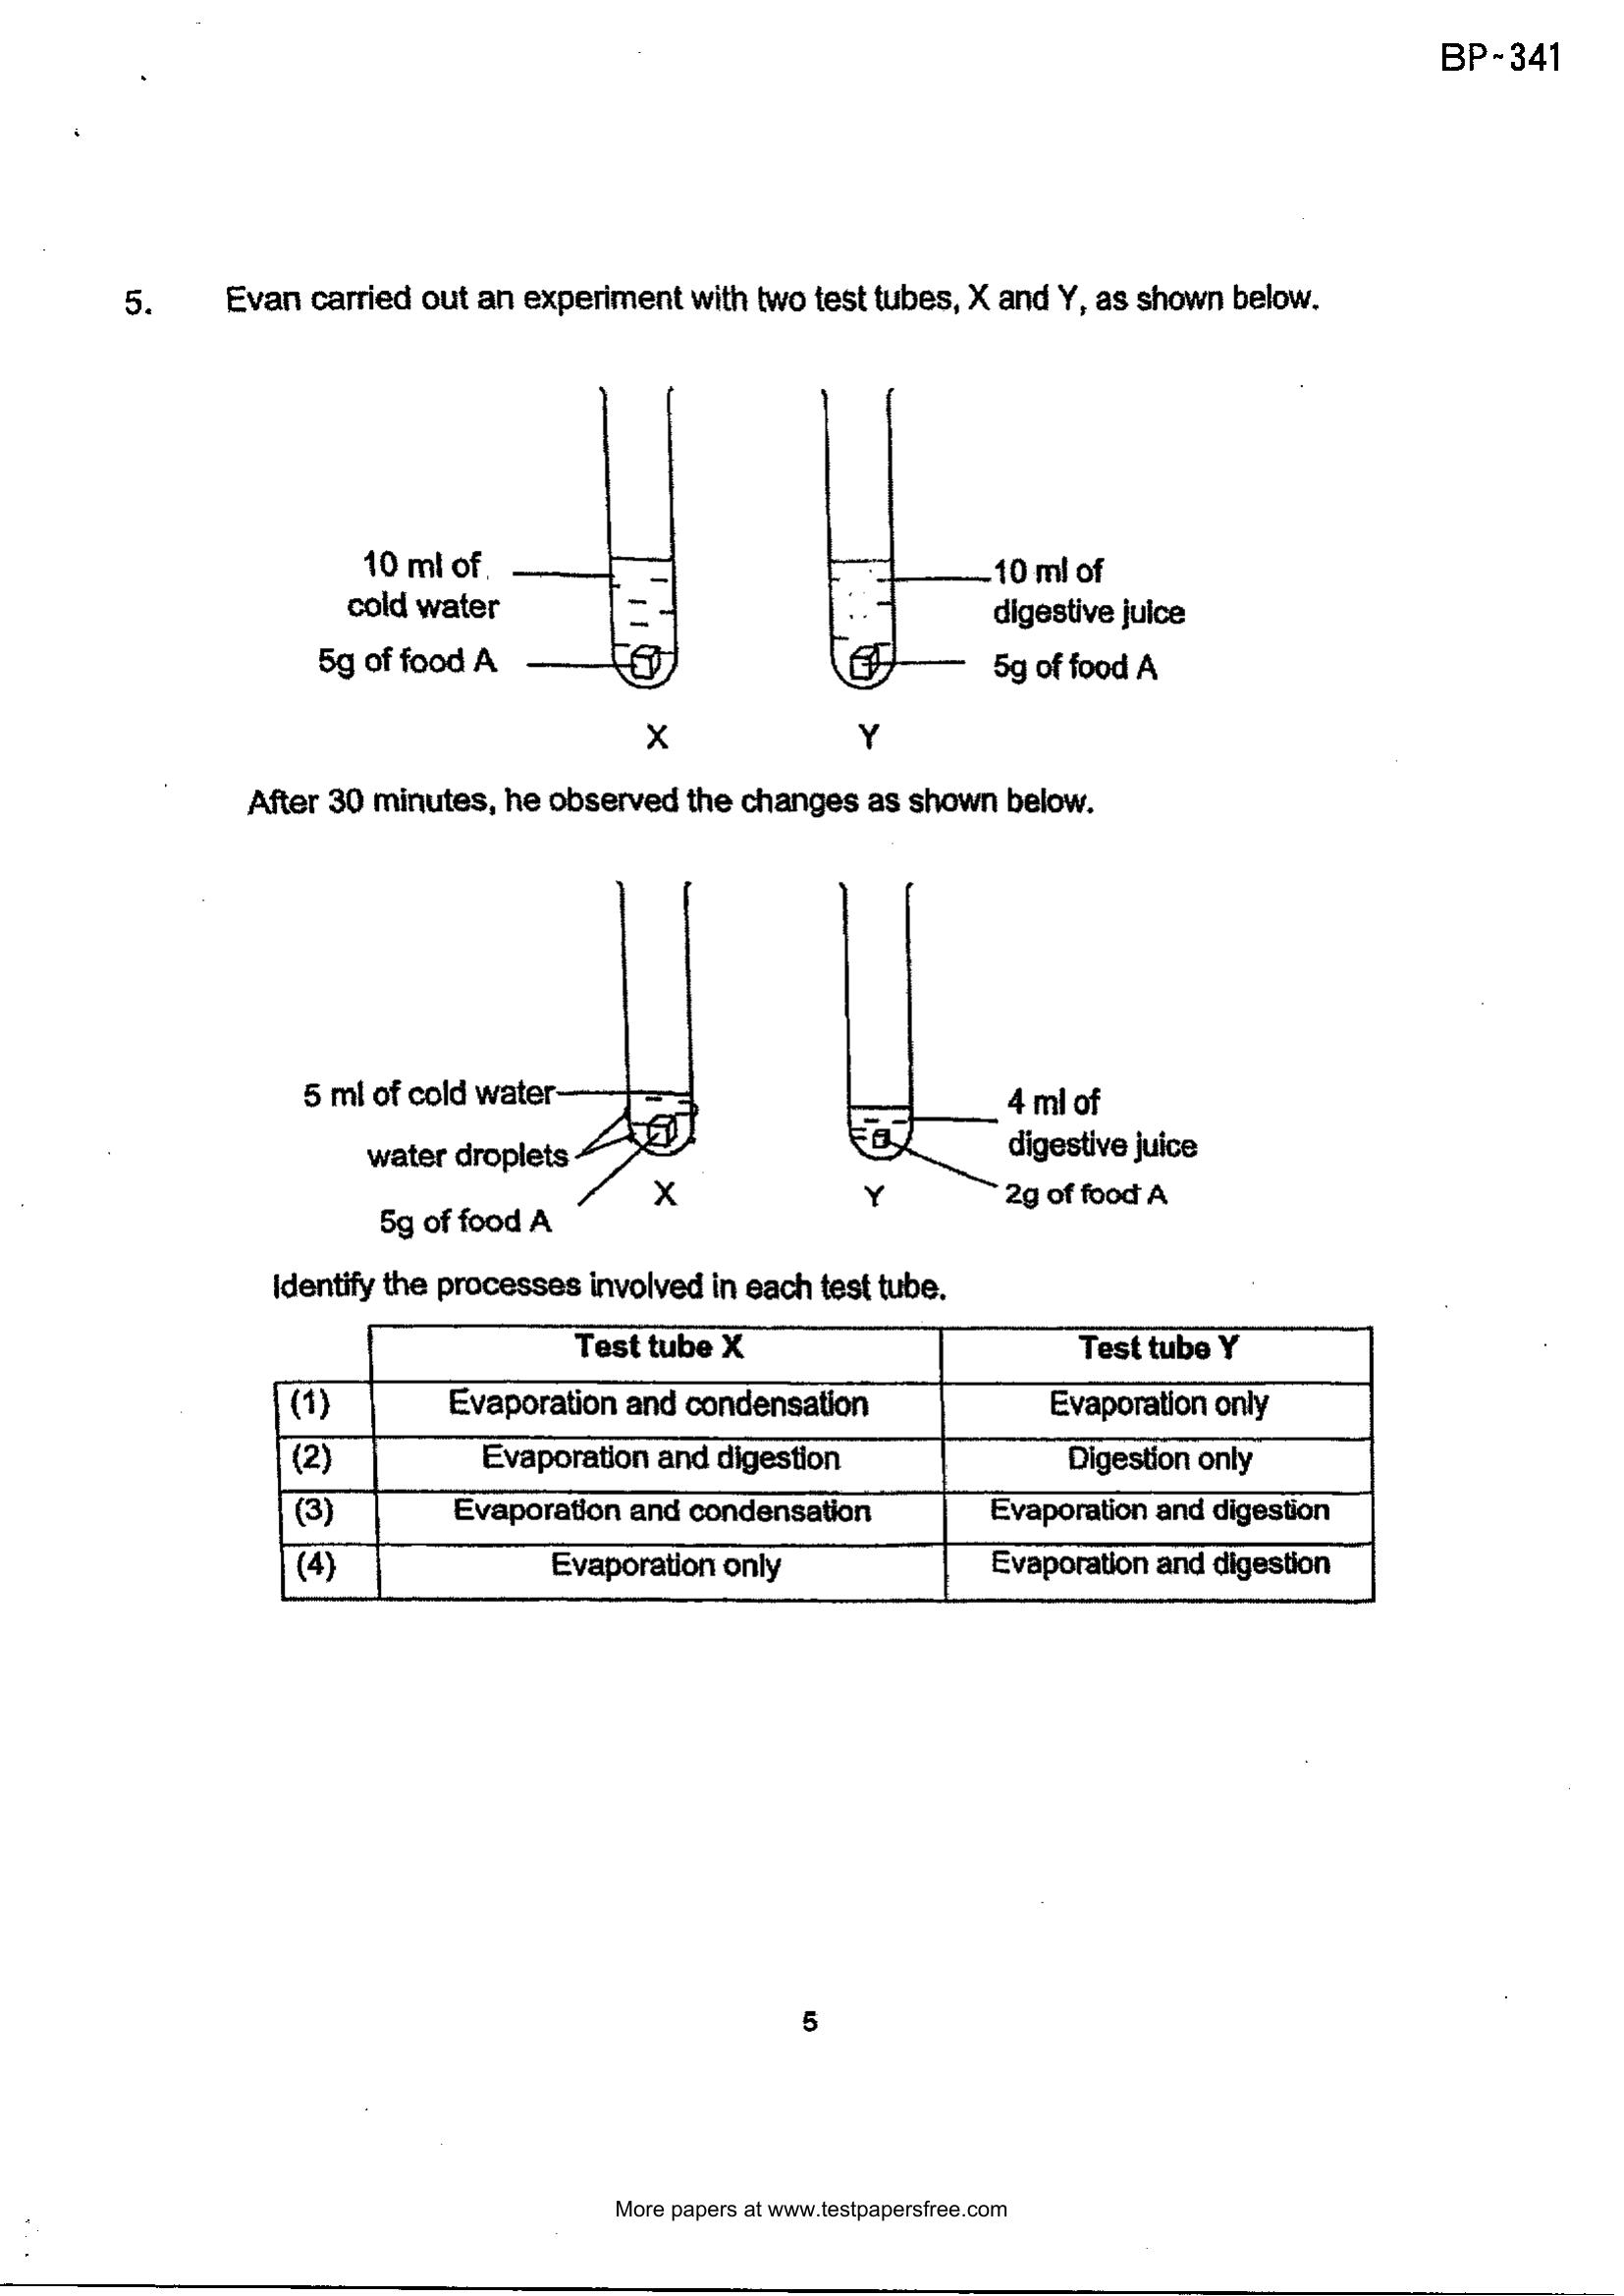 BP-341
5. Evan carried out an experiment with two test tubes, X and Y, as shown below.
10 ml of
cold water
5g of food A
10 ml of
digestive juice
5g of food A
X Y
After 30 minutes, he observed the changes as shown below.
5 ml of cold water
water droplets
5g of food A
4 ml of
digestive juice
2g of food A
X Y
Identify the processes involved in each test tube.
Test tube X Test tube Y
(1) Evaporation and condensation Evaporation only
(2) Evaporation and digestion Digestion only
(3) Evaporation and condensation Evaporation and digestion
(4) Evaporation only Evaporation and digestion
5
More papers at www.testpapersfree.com